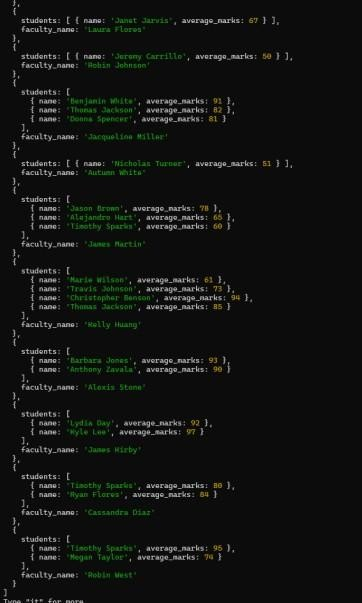 },
{
students: [ { name: 'Janet Jarvis', average_marks: 67 } ],
faculty_name: 'Laura Flores'
},
{
students: [ { name: 'Jeremy Carrillo', average_marks: 50 } ],
faculty_name: 'Robin Johnson'
},
{
students: [
{ name: 'Benjamin White', average_marks: 91 },
{ name: 'Thomas Jackson', average_marks: 82 },
{ name: 'Donna Spencer', average_marks: 81 }
],
faculty_name: 'Jacqueline Miller'
},
{
students: [ { name: 'Nicholas Turner', average_marks: 51 } ],
faculty_name: 'Autumn White'
},
{
students: [
{ name: 'Jason Brown', average_marks: 78 },
{ name: 'Alejandro Hart', average_marks: 65 },
{ name: 'Timothy Sparks', average_marks: 60 }
],
faculty_name: 'James Martin'
},
{
students: [
{ name: 'Marie Wilson', average_marks: 61 },
{ name: 'Travis Johnson', average_marks: 73 },
{ name: 'Christopher Benson', average_marks: 94 },
{ name: 'Thomas Jackson', average_marks: 85 }
],
faculty_name: 'Kelly Huang'
},
{
students: [
{ name: 'Barbara Jones', average_marks: 93 },
{ name: 'Anthony Zavala', average_marks: 90 }
],
faculty_name: 'Alexis Stone'
},
{
students: [
{ name: 'Lydia Day', average_marks: 92 },
{ name: 'Kyle Lee', average_marks: 97 }
],
faculty_name: 'James Kirby'
},
{
students: [
{ name: 'Timothy Sparks', average_marks: 80 },
{ name: 'Ryan Flores', average_marks: 84 }
],
faculty_name: 'Cassandra Diaz'
},
{
students: [
{ name: 'Timothy Sparks', average_marks: 95 },
{ name: 'Megan Taylor', average_marks: 74 }
],
faculty_name: 'Robin West'
}
]
Type "it" for more